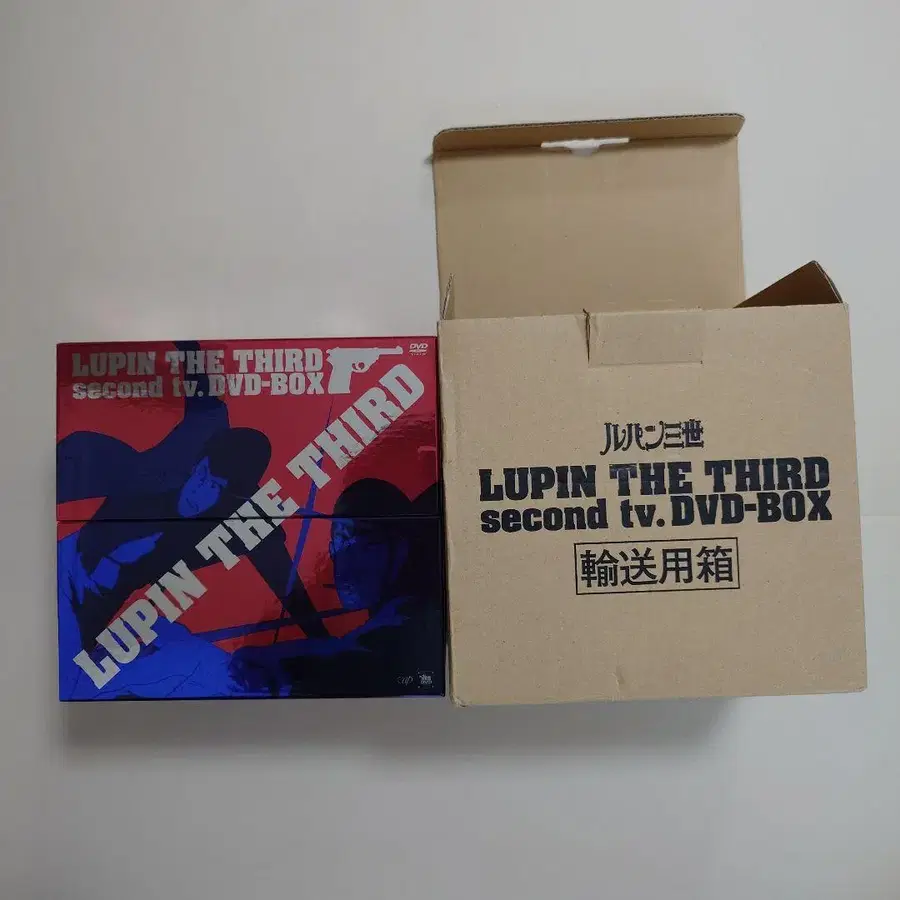 LUPIN THE THIRD
second tv. DVD-BOX
DVD
LUPIN THE THIRD
vap
ルパン三世
LUPIN THE THIRD
second tv. DVD-BOX
輸送用箱